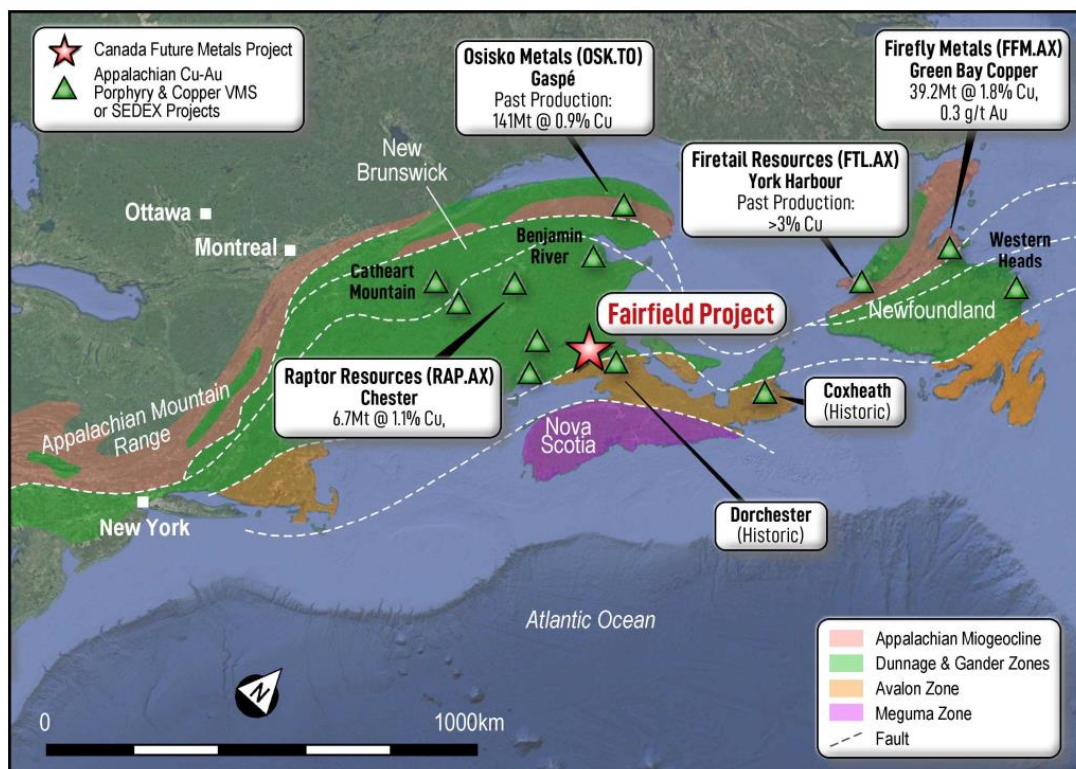 Canada Future Metals Project
Appalachian Cu-Au
Porphyry & Copper VMS
or SEDEX Projects
Osisko Metals (OSK.TO)
Gaspé
Past Production:
141Mt @ 0.9% Cu
Firefly Metals (FFM.AX)
Green Bay Copper
39.2Mt @ 1.8% Cu,
0.3 g/t Au
Firetail Resources (FTL.AX)
York Harbour
Past Production:
>3% Cu
New
Brunswick
Ottawa
Montreal
Benjamin
River
Catheart
Mountain
Western
Heads
Newfoundland
Fairfield Project
Raptor Resources (RAP.AX)
Chester
6.7Mt @ 1.1% Cu,
Coxheath
(Historic)
Appalachian Mountain
Range
Nova
Scotia
New York
Dorchester
(Historic)
Atlantic Ocean
N
0
1000km
Appalachian Miogeocline
Dunnage & Gander Zones
Avalon Zone
Meguma Zone
Fault